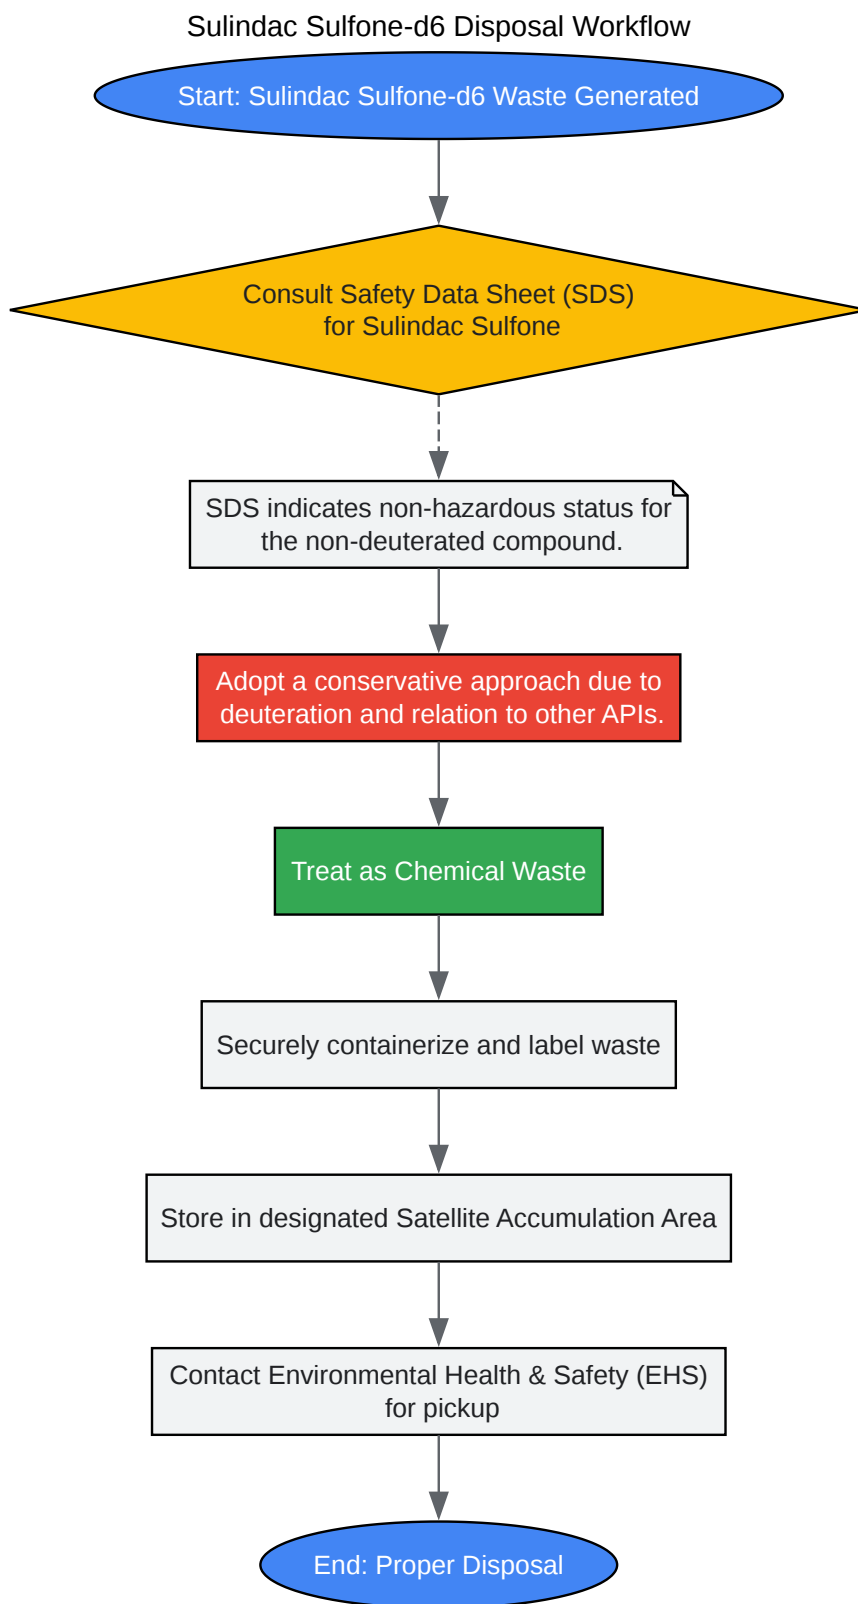 Sulindac Sulfone-d6 Disposal Workflow
Start: Sulindac Sulfone-d6 Waste Generated
Consult Safety Data Sheet (SDS)
for Sulindac Sulfone
SDS indicates non-hazardous status for
the non-deuterated compound.
Adopt a conservative approach due to
deuteration and relation to other APIs.
Treat as Chemical Waste
Securely containerize and label waste
Store in designated Satellite Accumulation Area
Contact Environmental Health & Safety (EHS)
for pickup
End: Proper Disposal